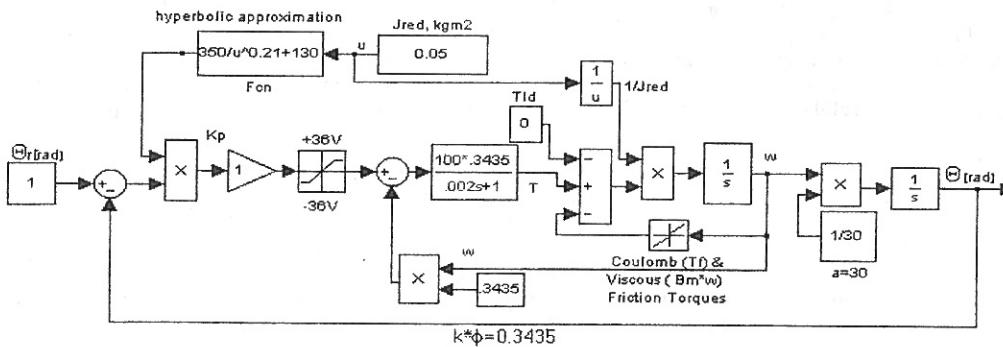 hyperbolic approximation
Jred, kgm2
350/u^0.21+130
u
0.05
Fcn
1
u
1/Jred
Tld
0
Θr[rad]
Kp
+36V
1
×
1
+
-
-36V
+
-
100*.3435
.002s+1
T
-
+
-
×
1
s
w
×
1
s
Θ [rad]
1/30
a=30
w
×
.3435
Coulomb (Tf) &
Viscous ( Bm*w)
Friction Torques
k*ϕ=0.3435